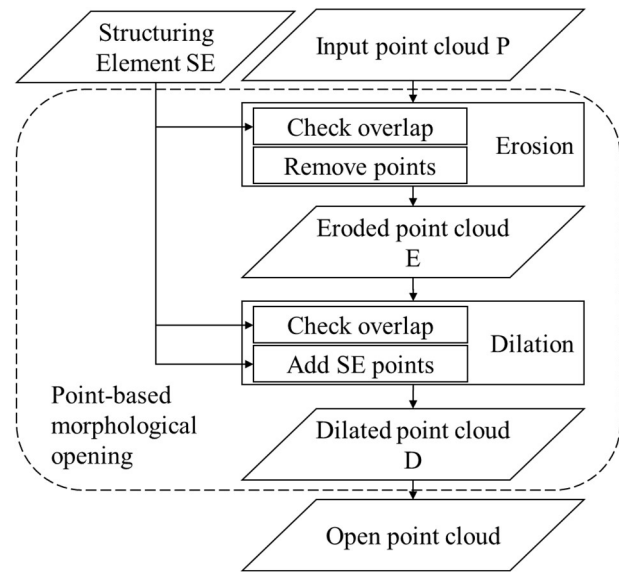 Structuring
Element SE
Input point cloud P
Check overlap
Remove points
Erosion
Eroded point cloud
E
Check overlap
Add SE points
Dilation
Point-based
morphological
opening
Dilated point cloud
D
Open point cloud